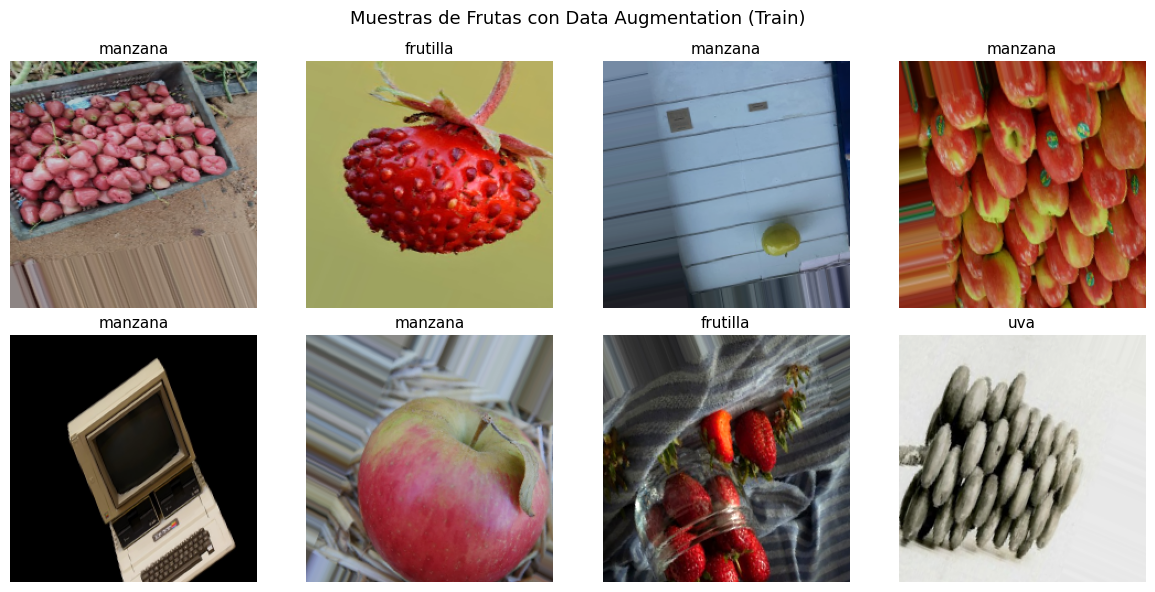 Muestras de Frutas con Data Augmentation (Train)
manzana
frutilla
manzana
manzana
manzana
manzana
frutilla
uva